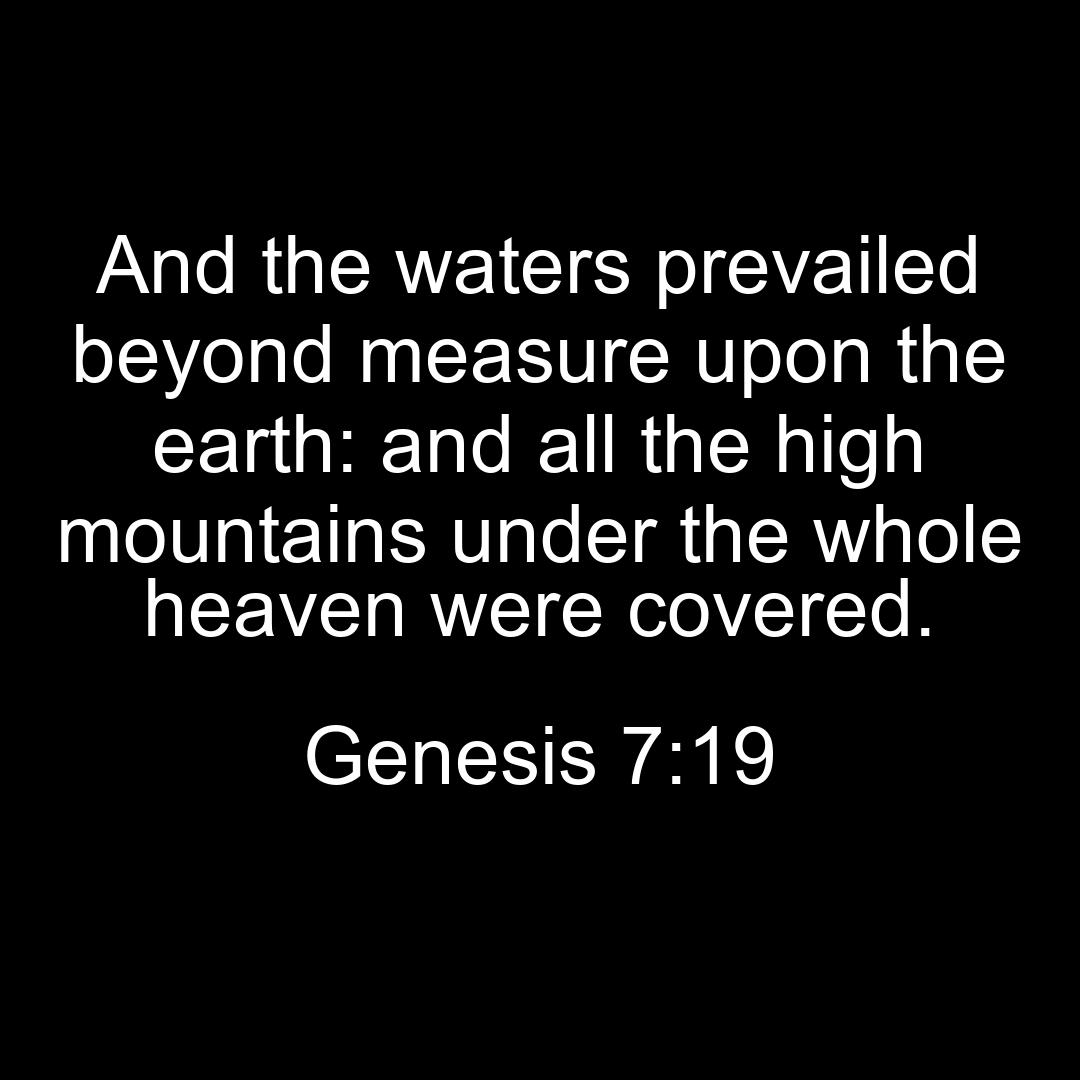 And the waters prevailed
beyond measure upon the
earth: and all the high
mountains under the whole
heaven were covered.
Genesis 7:19